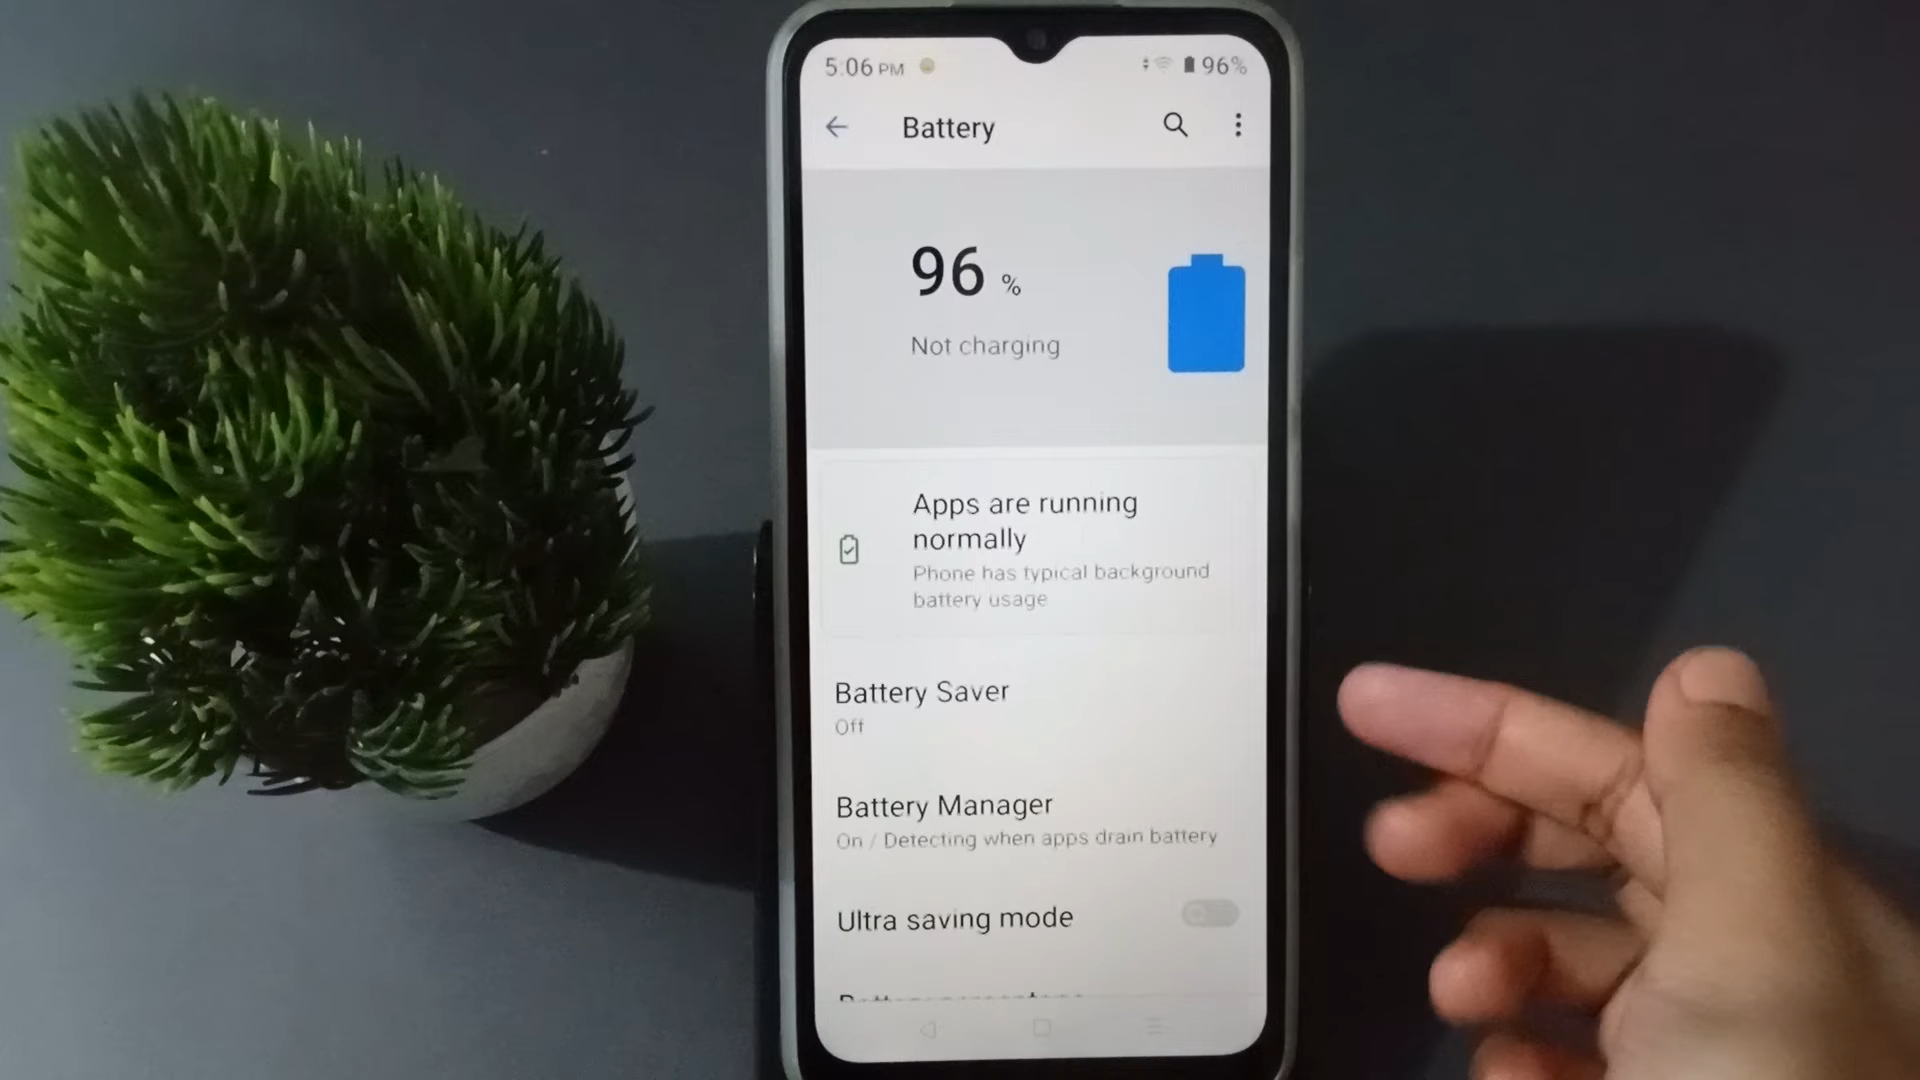 5:06 PM 96%
Battery
96 %
Not charging
Apps are running
normally
Phone has typical background
battery usage
Battery Saver
Off
Battery Manager
On / Detecting when apps drain battery
Ultra saving mode